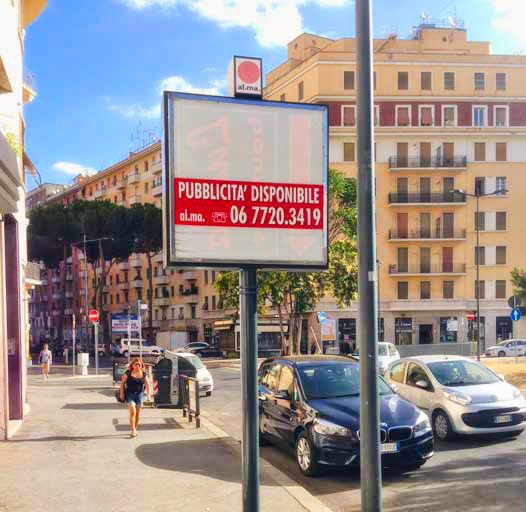 al.ma.
PUBBLICITA' DISPONIBILE
al.ma. ☏ 06 7720.3419